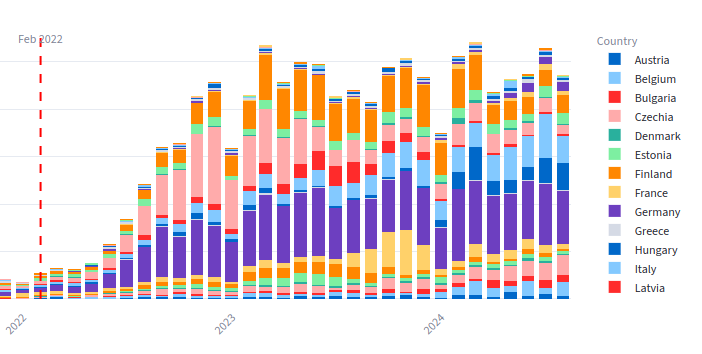 Feb 2022
Country
Austria
Belgium
Bulgaria
Czechia
Denmark
Estonia
Finland
France
Germany
Greece
Hungary
Italy
Latvia
2022
2023
2024